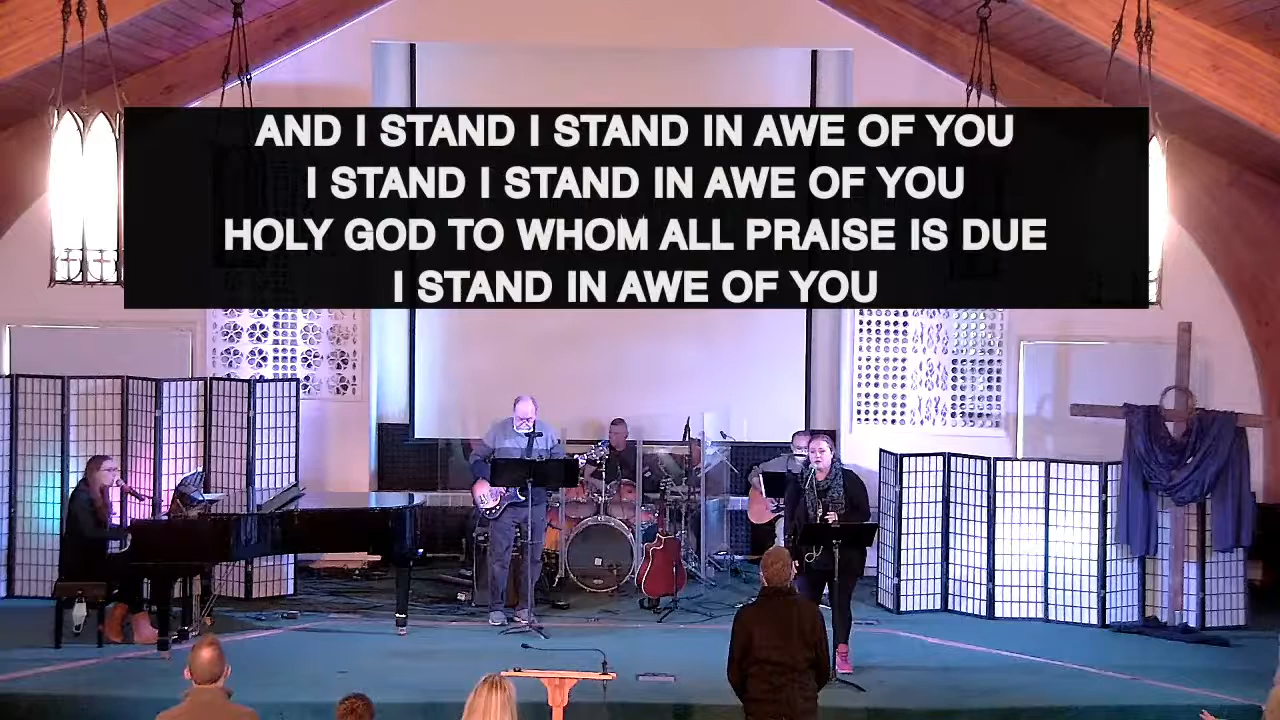 AND I STAND I STAND IN AWE OF YOU
I STAND I STAND IN AWE OF YOU
HOLY GOD TO WHOM ALL PRAISE IS DUE
I STAND IN AWE OF YOU